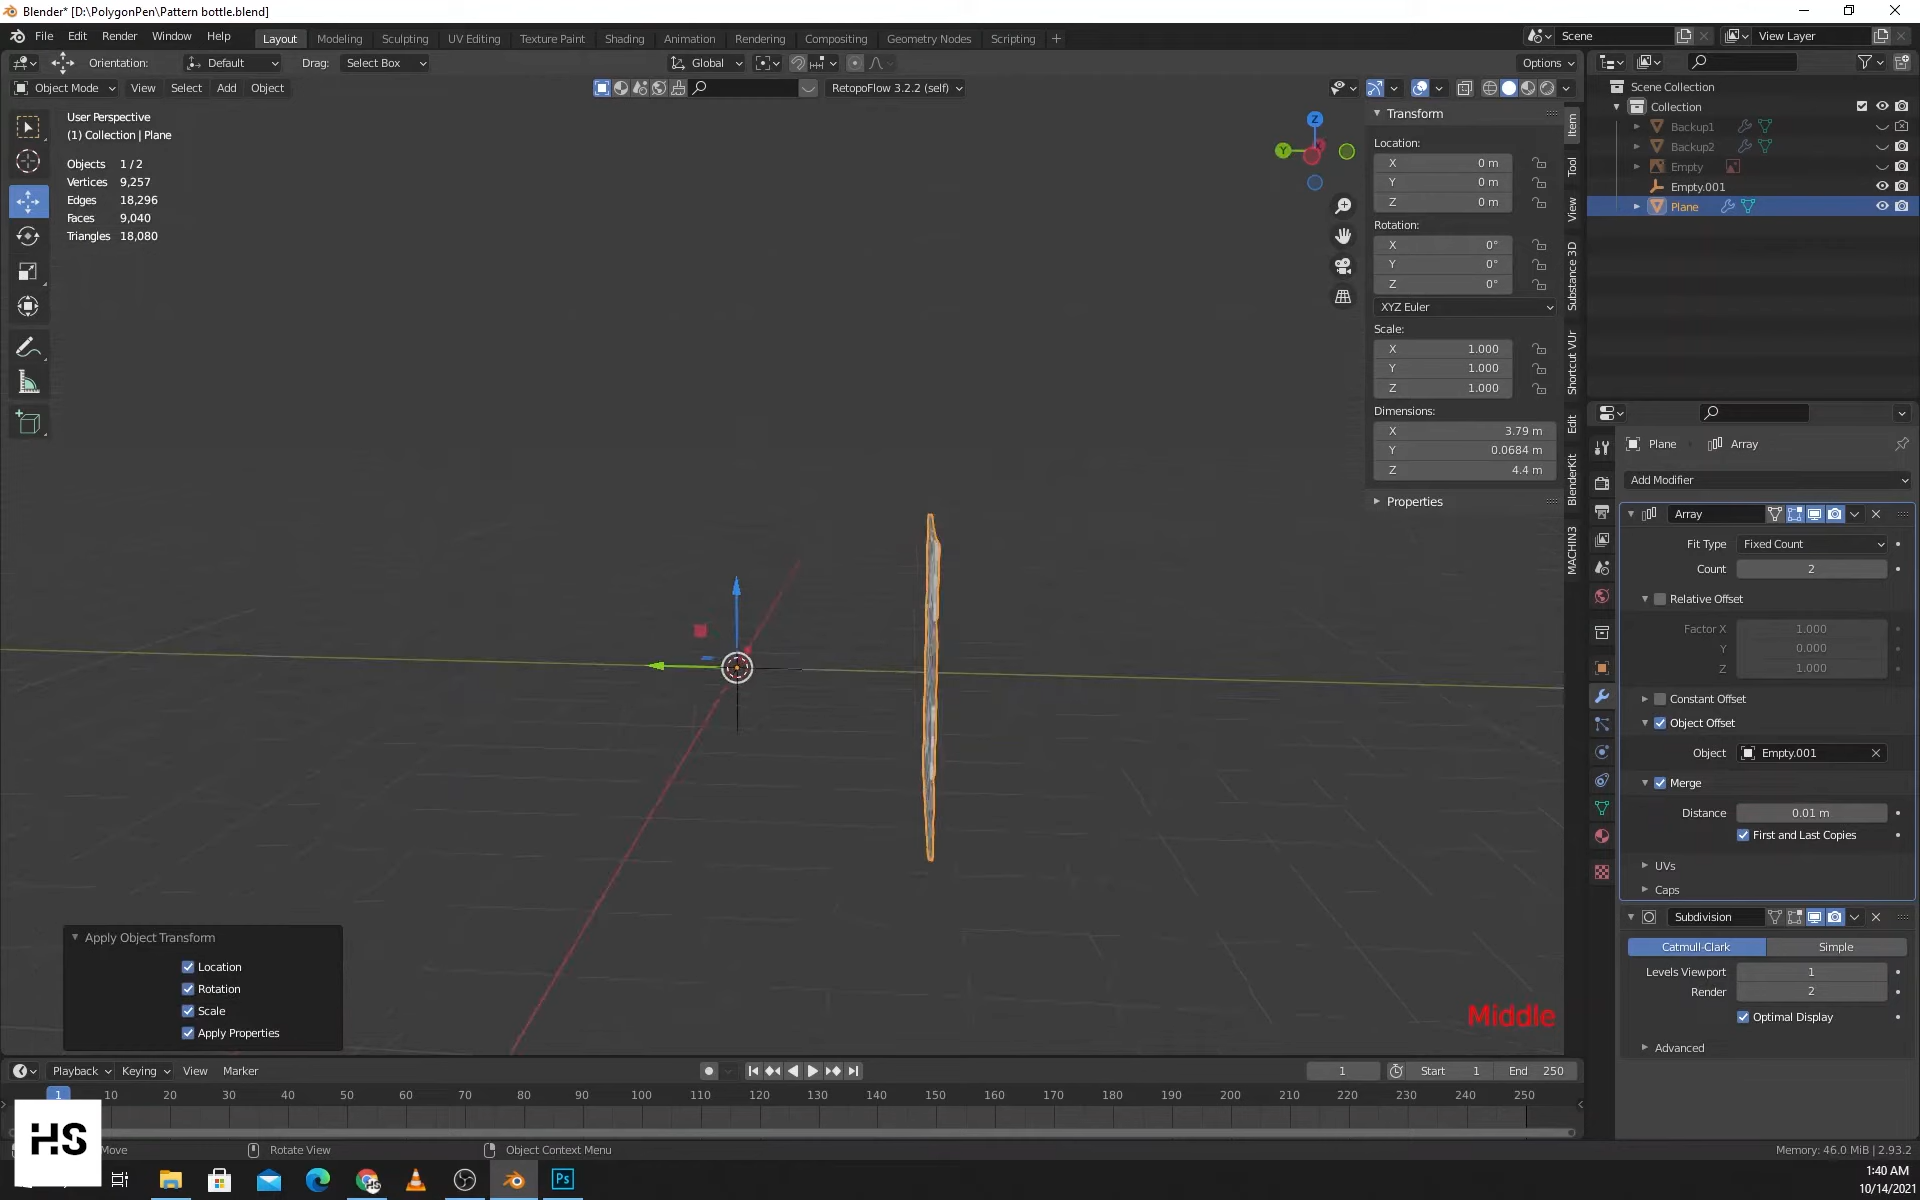 Blender* [D:\PolygonPen\Pattern bottle.blend]
File Edit Render Window Help Layout Modeling Sculpting UV Editing Texture Paint Shading Animation Rendering Compositing Geometry Nodes Scripting + Scene View Layer
Orientation: Default Drag: Select Box Global Options
Object Mode View Select Add Object RetopoFlow 3.2.2 (self)
User Perspective
(1) Collection | Plane
Objects 1 / 2
Vertices 9,257
Edges 18,296
Faces 9,040
Triangles 18,080
Z
Y
Transform
Location:
X 0 m
Y 0 m
Z 0 m
Rotation:
X 0°
Y 0°
Z 0°
XYZ Euler
Scale:
X 1.000
Y 1.000
Z 1.000
Dimensions:
X 3.79 m
Y 0.0684 m
Z 4.4 m
Properties
Item
Tool
View
Substance 3D
Shortcut VUr
Edit
BlenderKit
MACHIN3
Scene Collection
Collection
Backup1
Backup2
Empty
Empty.001
Plane
Plane Array
Add Modifier
Array
Fit Type Fixed Count
Count 2
Relative Offset
Factor X 1.000
Y 0.000
Z 1.000
Constant Offset
Object Offset
Object Empty.001
Merge
Distance 0.01 m
First and Last Copies
UVs
Caps
Subdivision
Catmull-Clark Simple
Levels Viewport 1
Render 2
Optimal Display
Advanced
Apply Object Transform
Location
Rotation
Scale
Apply Properties
Middle
Playback Keying View Marker 1 Start 1 End 250
1 10 20 30 40 50 60 70 80 90 100 110 120 130 140 150 160 170 180 190 200 210 220 230 240 250
HS
Move Rotate View Object Context Menu Memory: 46.0 MiB | 2.93.2
Ps
1:40 AM
10/14/2021